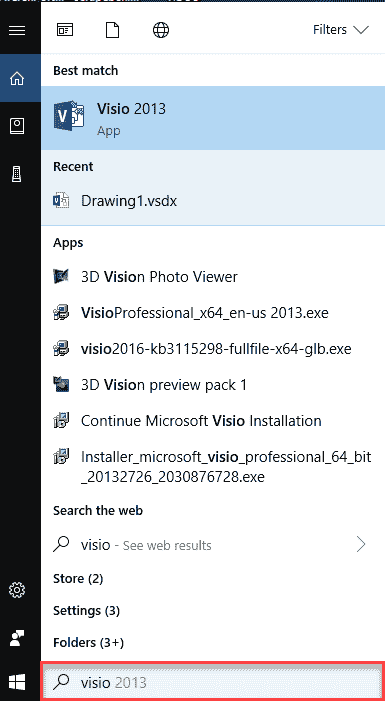 Filters
Best match
Visio 2013
App
Recent
Drawing1.vsdx
Apps
3D Vision Photo Viewer
VisioProfessional_x64_en-us 2013.exe
visio2016-kb3115298-fullfile-x64-glb.exe
3D Vision preview pack 1
Continue Microsoft Visio Installation
Installer_microsoft_visio_professional_64_bit
_20132726_2030876728.exe
Search the web
visio - See web results
Store (2)
Settings (3)
Folders (3+)
visio 2013